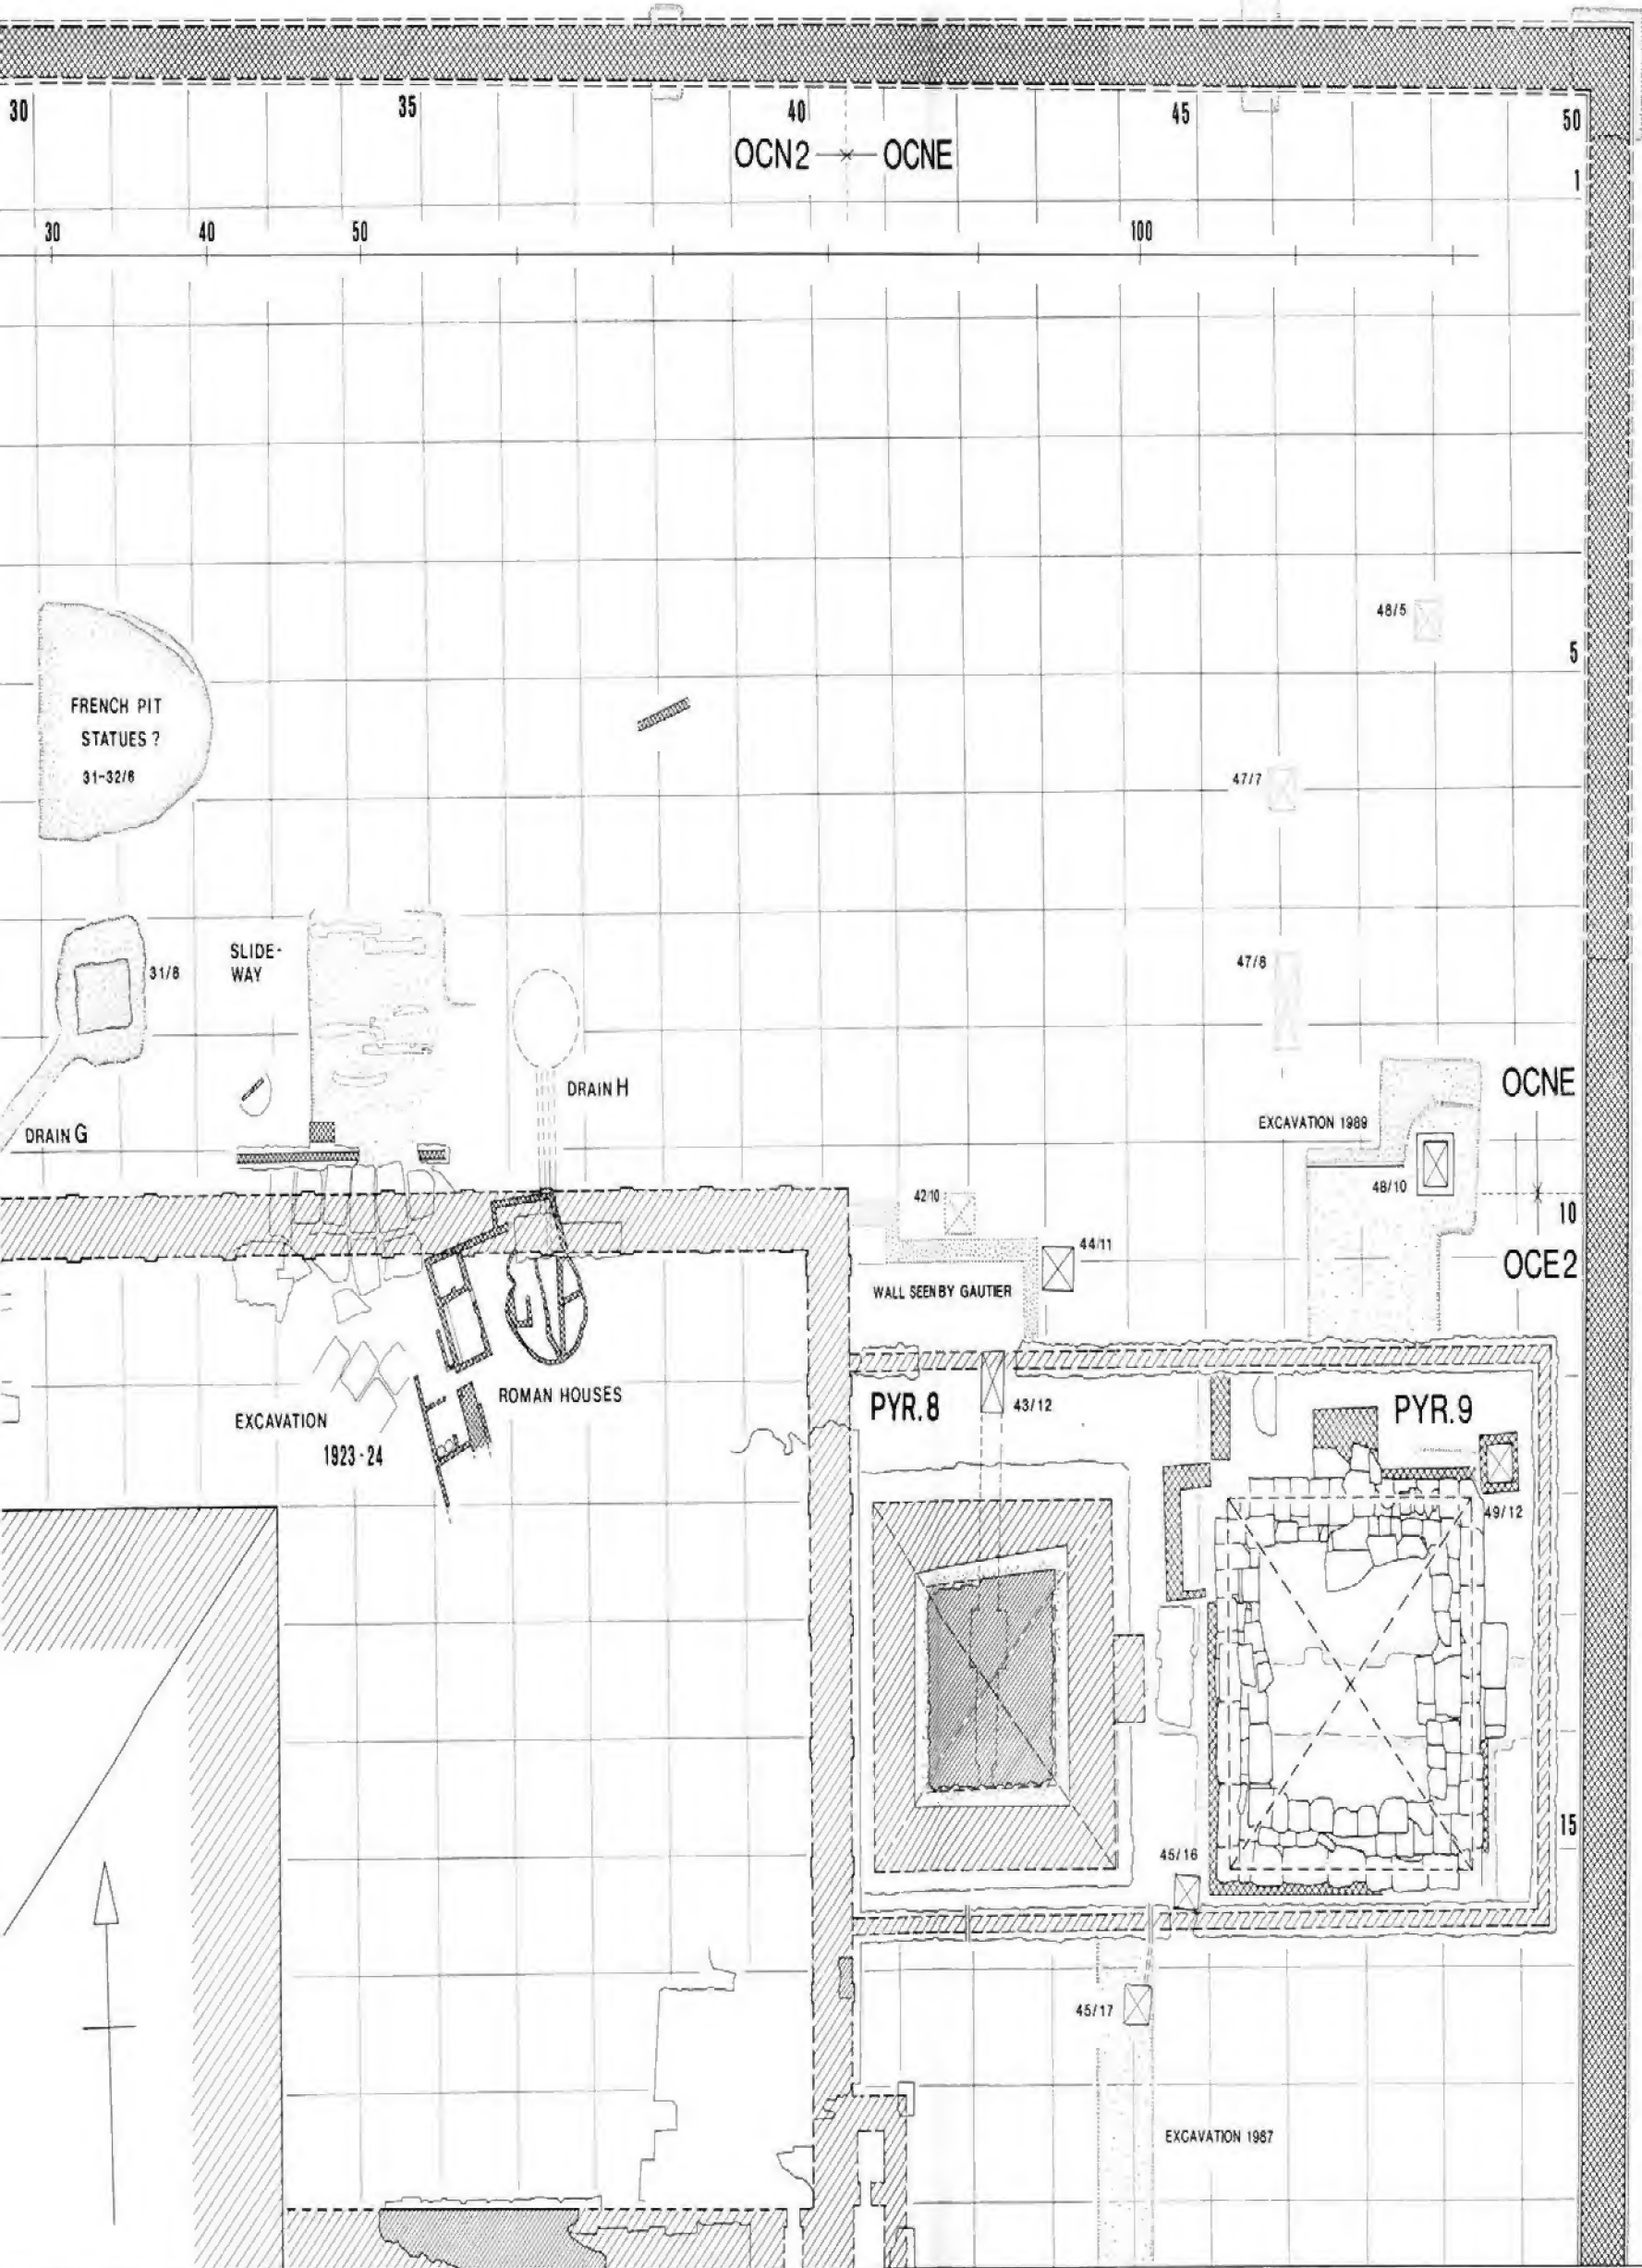 30
35
40
45
50
OCN2
OCNE
1
30
40
50
100
48/5
5
FRENCH PIT
STATUES ?
31-32/6
47/7
31/8
SLIDE-
WAY
47/8
DRAIN H
OCNE
EXCAVATION 1989
DRAIN G
48/10
42/10
10
44/11
OCE2
WALL SEEN BY GAUTIER
ROMAN HOUSES
PYR.8
43/12
PYR.9
EXCAVATION
1923-24
49/12
15
45/16
45/17
EXCAVATION 1987